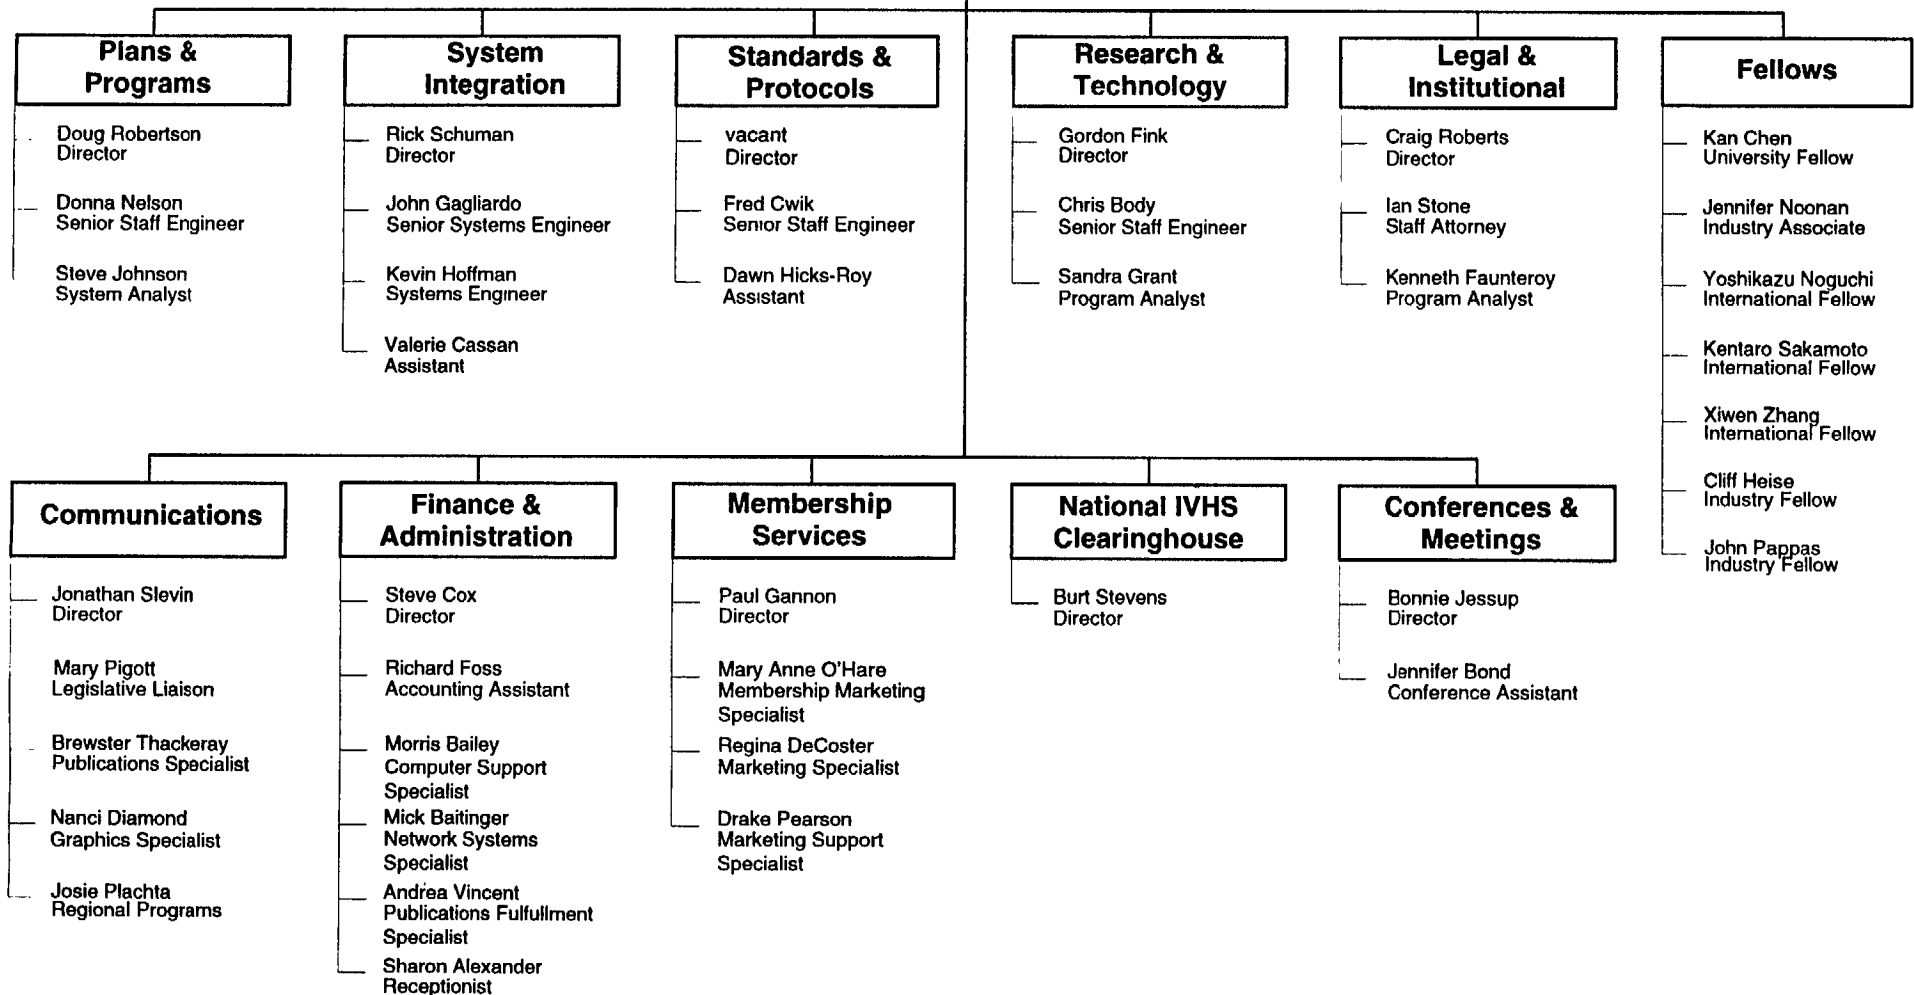 Plans &
Programs
Doug Robertson
Director
Donna Nelson
Senior Staff Engineer
Steve Johnson
System Analyst
System
Integration
Rick Schuman
Director
John Gagliardo
Senior Systems Engineer
Kevin Hoffman
Systems Engineer
Valerie Cassan
Assistant
Standards &
Protocols
vacant
Director
Fred Cwik
Senior Staff Engineer
Dawn Hicks-Roy
Assistant
Research &
Technology
Gordon Fink
Director
Chris Body
Senior Staff Engineer
Sandra Grant
Program Analyst
Legal &
Institutional
Craig Roberts
Director
Ian Stone
Staff Attorney
Kenneth Faunteroy
Program Analyst
Fellows
Kan Chen
University Fellow
Jennifer Noonan
Industry Associate
Yoshikazu Noguchi
International Fellow
Kentaro Sakamoto
International Fellow
Xiwen Zhang
International Fellow
Cliff Heise
Industry Fellow
John Pappas
Industry Fellow
Communications
Jonathan Slevin
Director
Mary Pigott
Legislative Liaison
Brewster Thackeray
Publications Specialist
Nanci Diamond
Graphics Specialist
Josie Plachta
Regional Programs
Finance &
Administration
Steve Cox
Director
Richard Foss
Accounting Assistant
Morris Bailey
Computer Support
Specialist
Mick Baitinger
Network Systems
Specialist
Andrea Vincent
Publications Fulfullment
Specialist
Sharon Alexander
Receptionist
Membership
Services
Paul Gannon
Director
Mary Anne O'Hare
Membership Marketing
Specialist
Regina DeCoster
Marketing Specialist
Drake Pearson
Marketing Support
Specialist
National IVHS
Clearinghouse
Burt Stevens
Director
Conferences &
Meetings
Bonnie Jessup
Director
Jennifer Bond
Conference Assistant